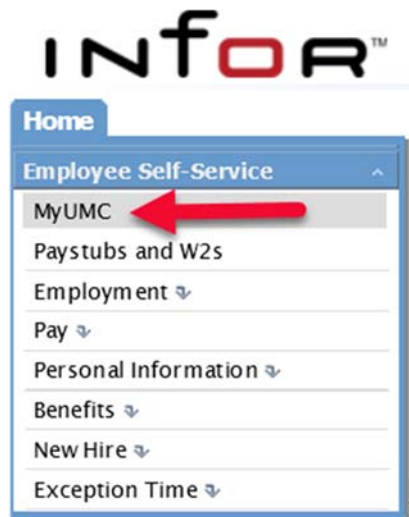 INfOR™
Home
Employee Self-Service
MyUMC
Paystubs and W2s
Employment
Pay
Personal Information
Benefits
New Hire
Exception Time